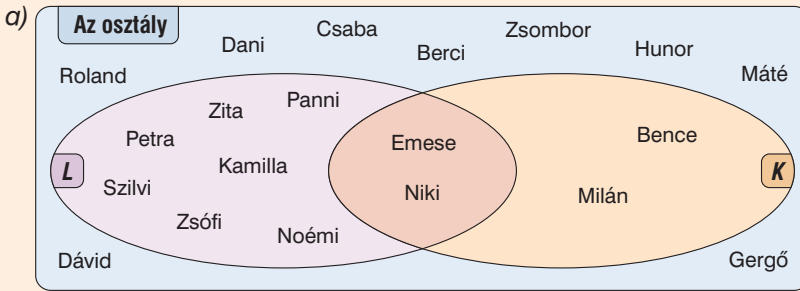 a)
Az osztály
Csaba
Zsombor
Dani
Berci
Hunor
Roland
Máté
Zita
Panni
Petra
Emese
Bence
L
Kamilla
K
Szilvi
Niki
Milán
Zsófi
Noémi
Dávid
Gergő